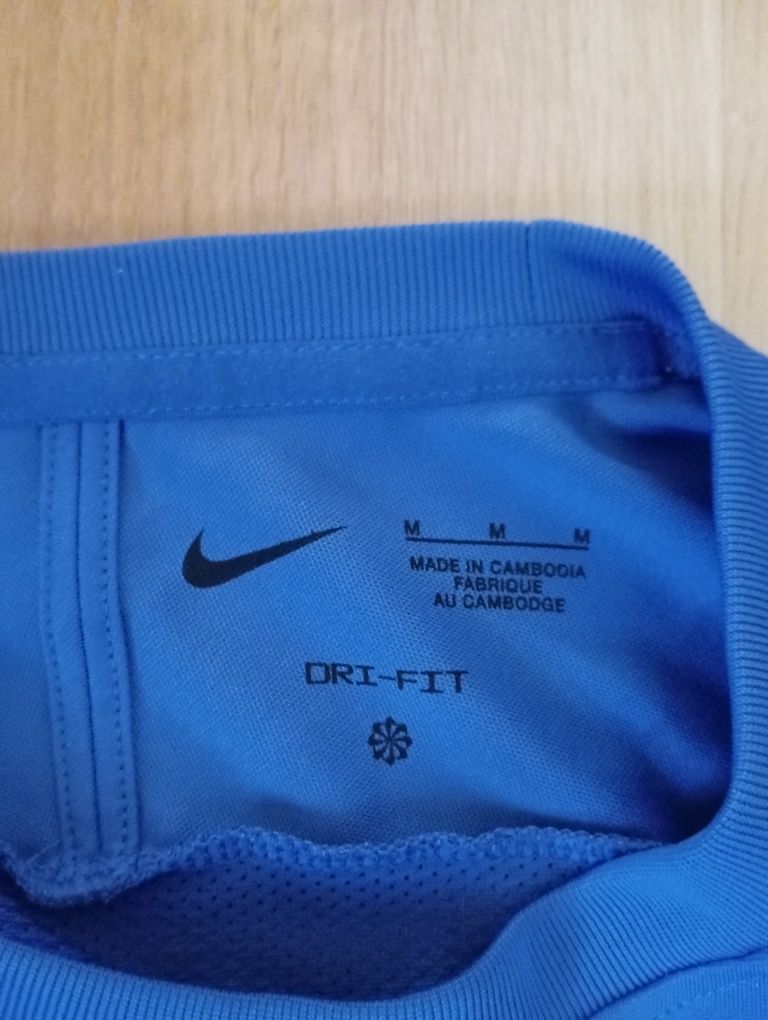 M M M
MADE IN CAMBODIA
FABRIQUE
AU CAMBODGE
DRI-FIT